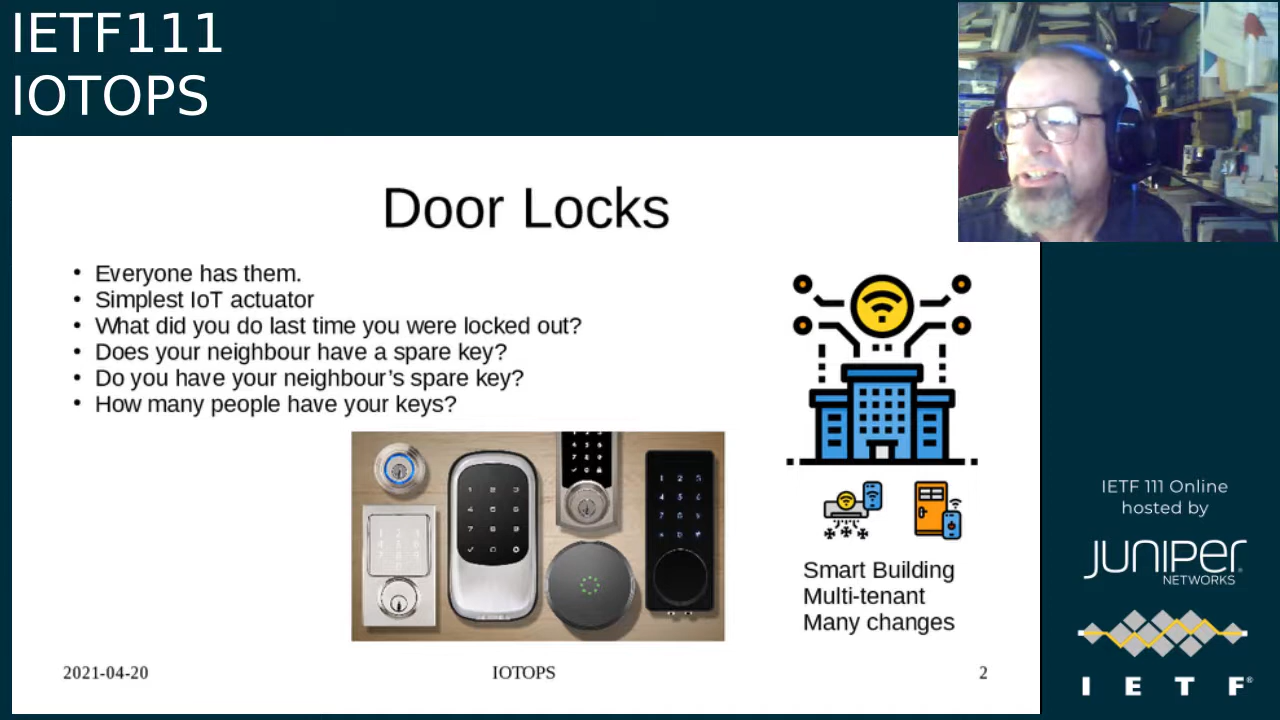 IETF111
IOTOPS
Door Locks
• Everyone has them.
• Simplest IoT actuator
• What did you do last time you were locked out?
• Does your neighbour have a spare key?
• Do you have your neighbour's spare key?
• How many people have your keys?
Smart Building
Multi-tenant
Many changes
2021-04-20
IOTOPS
2
IETF 111 Online
hosted by
JUNIPER
NETWORKS
I E T F®